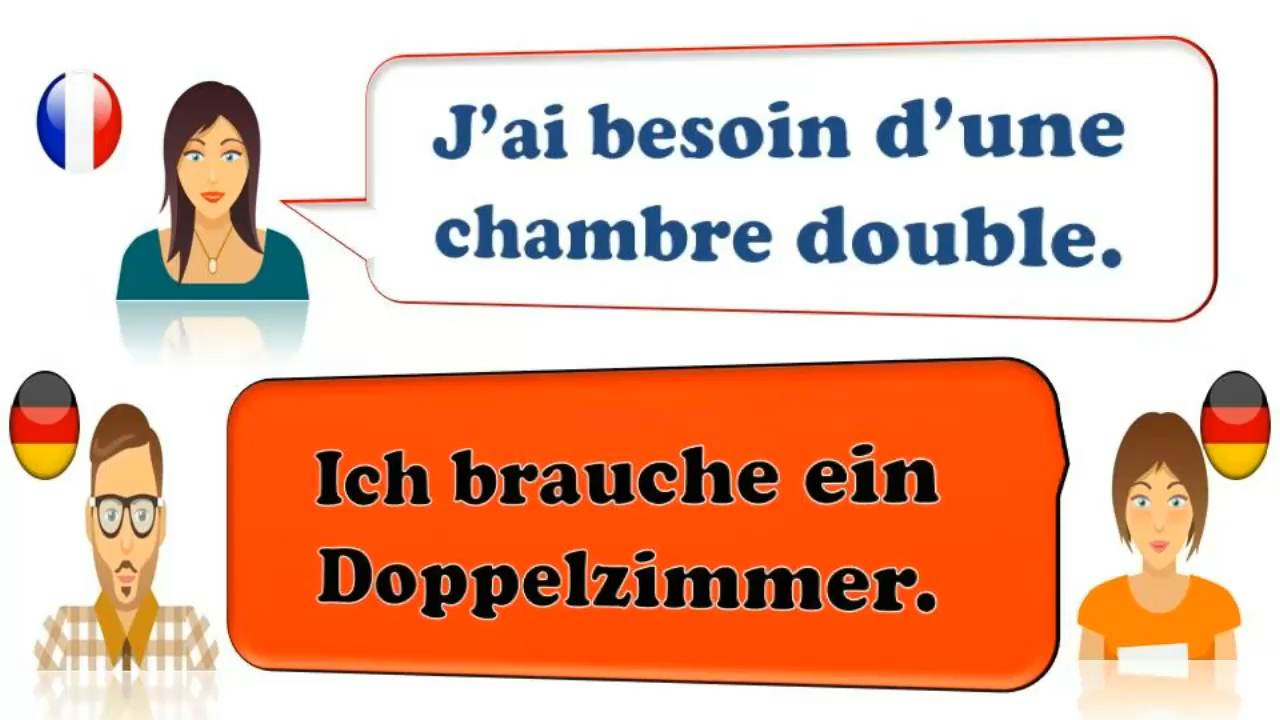 J’ai besoin d’une
chambre double.
Ich brauche ein
Doppelzimmer.